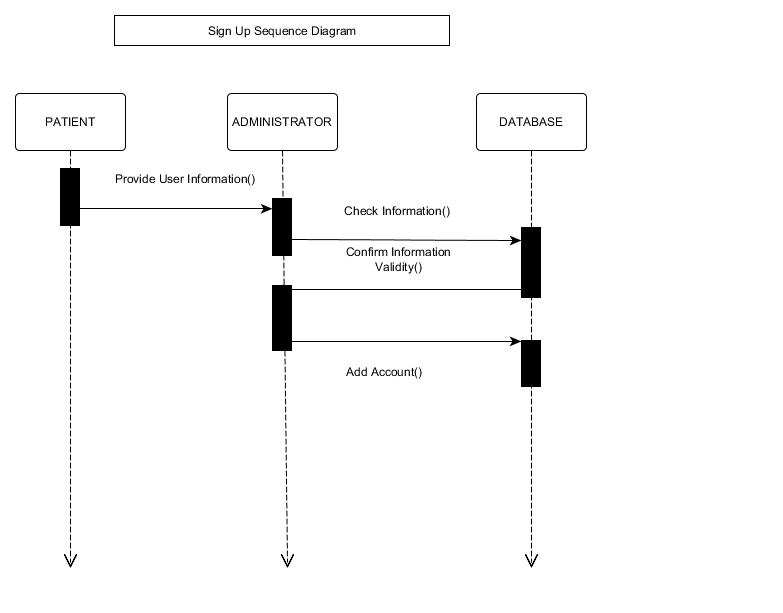 Sign Up Sequence Diagram
PATIENT
ADMINISTRATOR
DATABASE
Provide User Information()
Check Information()
Confirm Information
Validity()
Add Account()